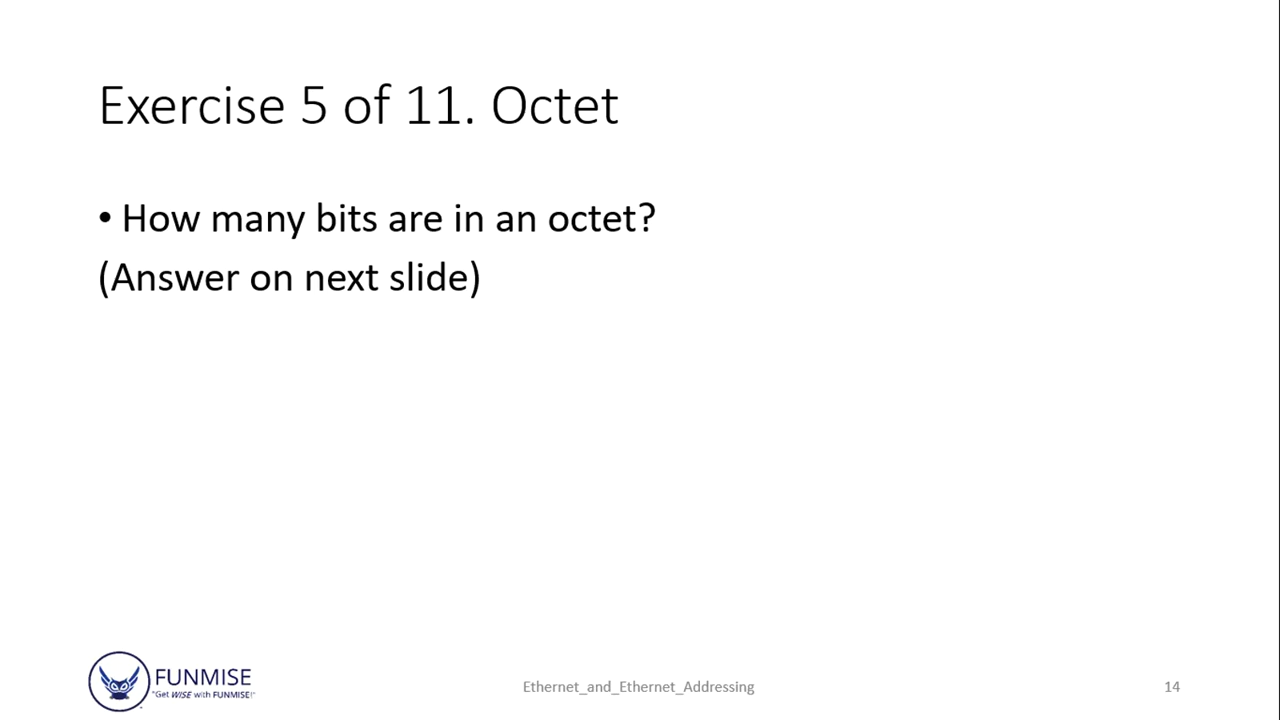 Exercise 5 of 11. Octet
• How many bits are in an octet?
(Answer on next slide)
FUNMISE
"Get WISE with FUNMISE!"
Ethernet_and_Ethernet_Addressing
14